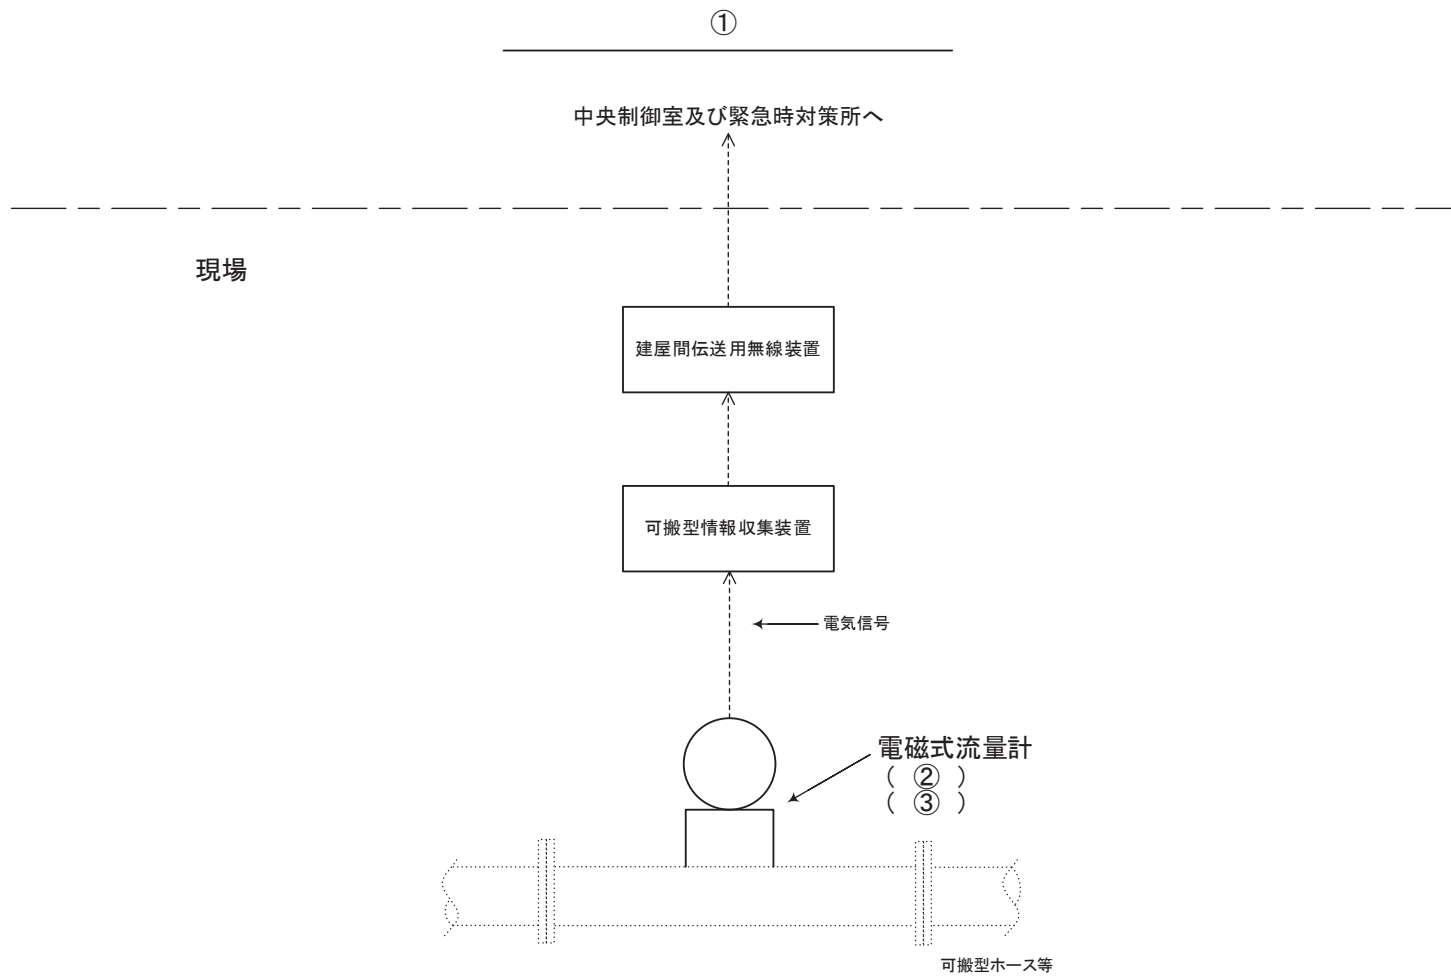 ①
中央制御室及び緊急時対策所へ
現場
建屋間伝送用無線装置
可搬型情報収集装置
電気信号
電磁式流量計
( ② )
( ③ )
可搬型ホース等